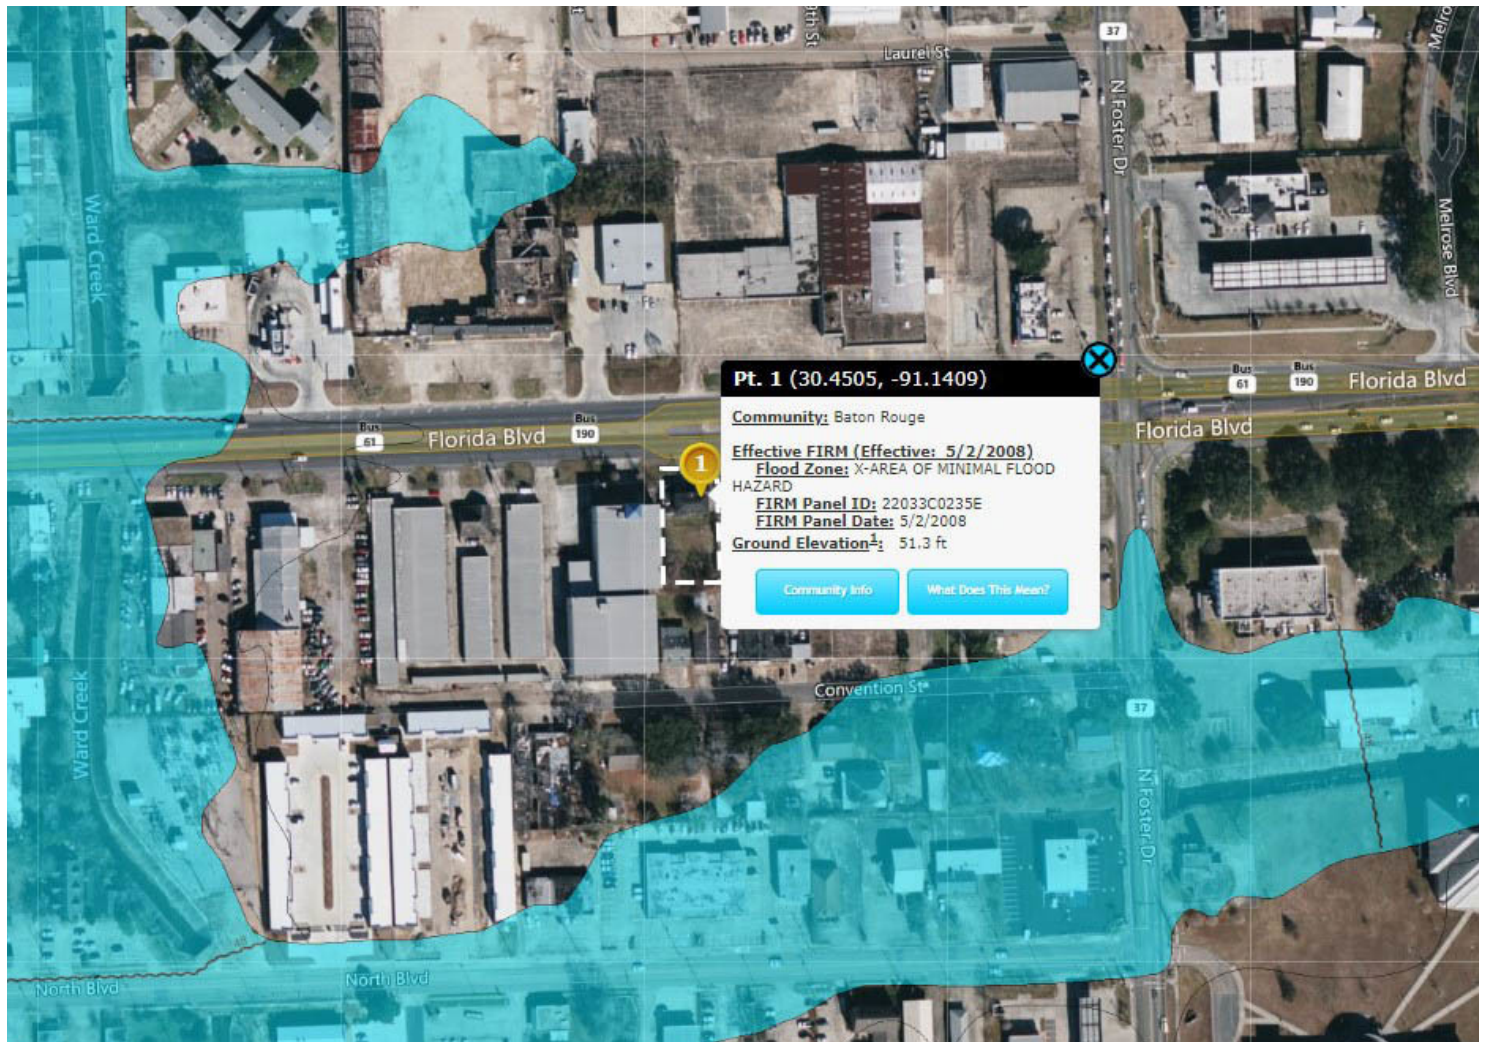 Laurel St
37
N Foster Dr
Melrose Blvd
Ward Creek
Pt. 1 (30.4505, -91.1409)
Community: Baton Rouge
Effective FIRM (Effective: 5/2/2008)
Flood Zone: X-AREA OF MINIMAL FLOOD
HAZARD
FIRM Panel ID: 22033C0235E
FIRM Panel Date: 5/2/2008
Ground Elevation1: 51.3 ft
Community Info
What Does This Mean?
Bus
61
Bus
190
Florida Blvd
Florida Blvd
Bus
61
Florida Blvd
Bus
190
1
Convention St
37
Ward Creek
N Foster Dr
North Blvd
North Blvd